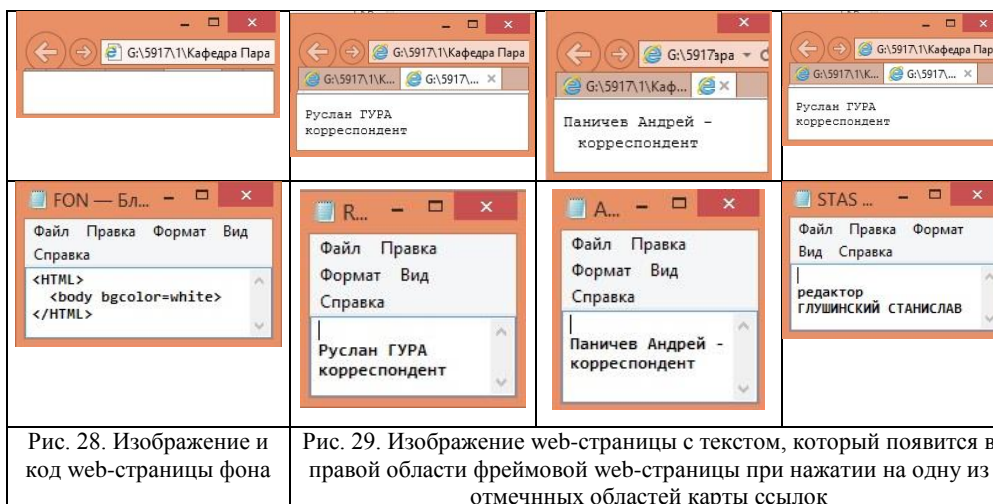 G:\5917\1\Кафедра Пара
G:\5917\1\Кафедра Пара
G:\5917\1\К... G:\5917\...
Руслан ГУРА
корреспондент
G:\5917эра
G:\5917\1\Каф...
Паничев Андрей -
корреспондент
G:\5917\1\Кафедра Пар
G:\5917\1\К... G:\5917\...
Руслан ГУРА
корреспондент
FON — Бл...
Файл Правка Формат Вид
Справка
<HTML>
<body bgcolor=white>
</HTML>
R...
Файл Правка
Формат Вид
Справка
Руслан ГУРА
корреспондент
A...
Файл Правка
Формат Вид
Справка
Паничев Андрей -
корреспондент
STAS ...
Файл Правка Формат
Вид Справка
редактор
ГЛУШИНСКИЙ СТАНИСЛАВ
Рис. 28. Изображение и
код web-страницы фона
Рис. 29. Изображение web-страницы с текстом, который появится в
правой области фреймовой web-страницы при нажатии на одну из
отмечнных областей карты ссылок